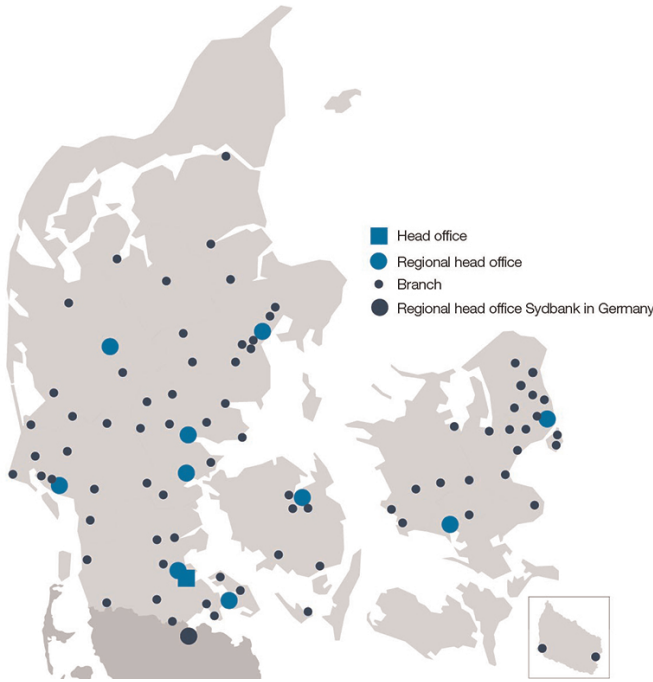 Head office
Regional head office
Branch
Regional head office Sydbank in Germany